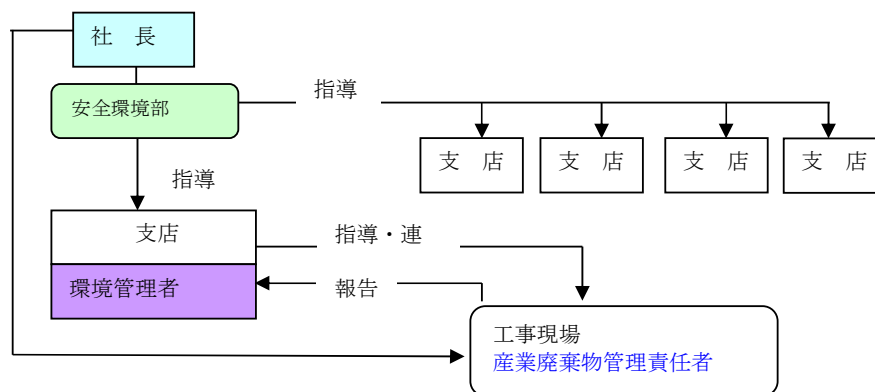 社　長
安全環境部
指導
支　店
支　店
支　店
支　店
指導
支店
指導・連
環境管理者
報告
工事現場
産業廃棄物管理責任者